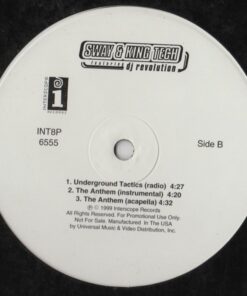 SWAY & KING TECH
featuring dj revolution
i
INTERSCOPE
RECORDS
INT8P
6555
Side B
1. Underground Tactics (radio) 4:27
2. The Anthem (instrumental) 4:20
3. The Anthem (acapella) 4:32
℗ © 1999 Interscope Records
All Rights Reserved. For Promotional Use Only.
Not For Sale. Manufactured In The USA
by Universal Music & Video Distribution, Inc.